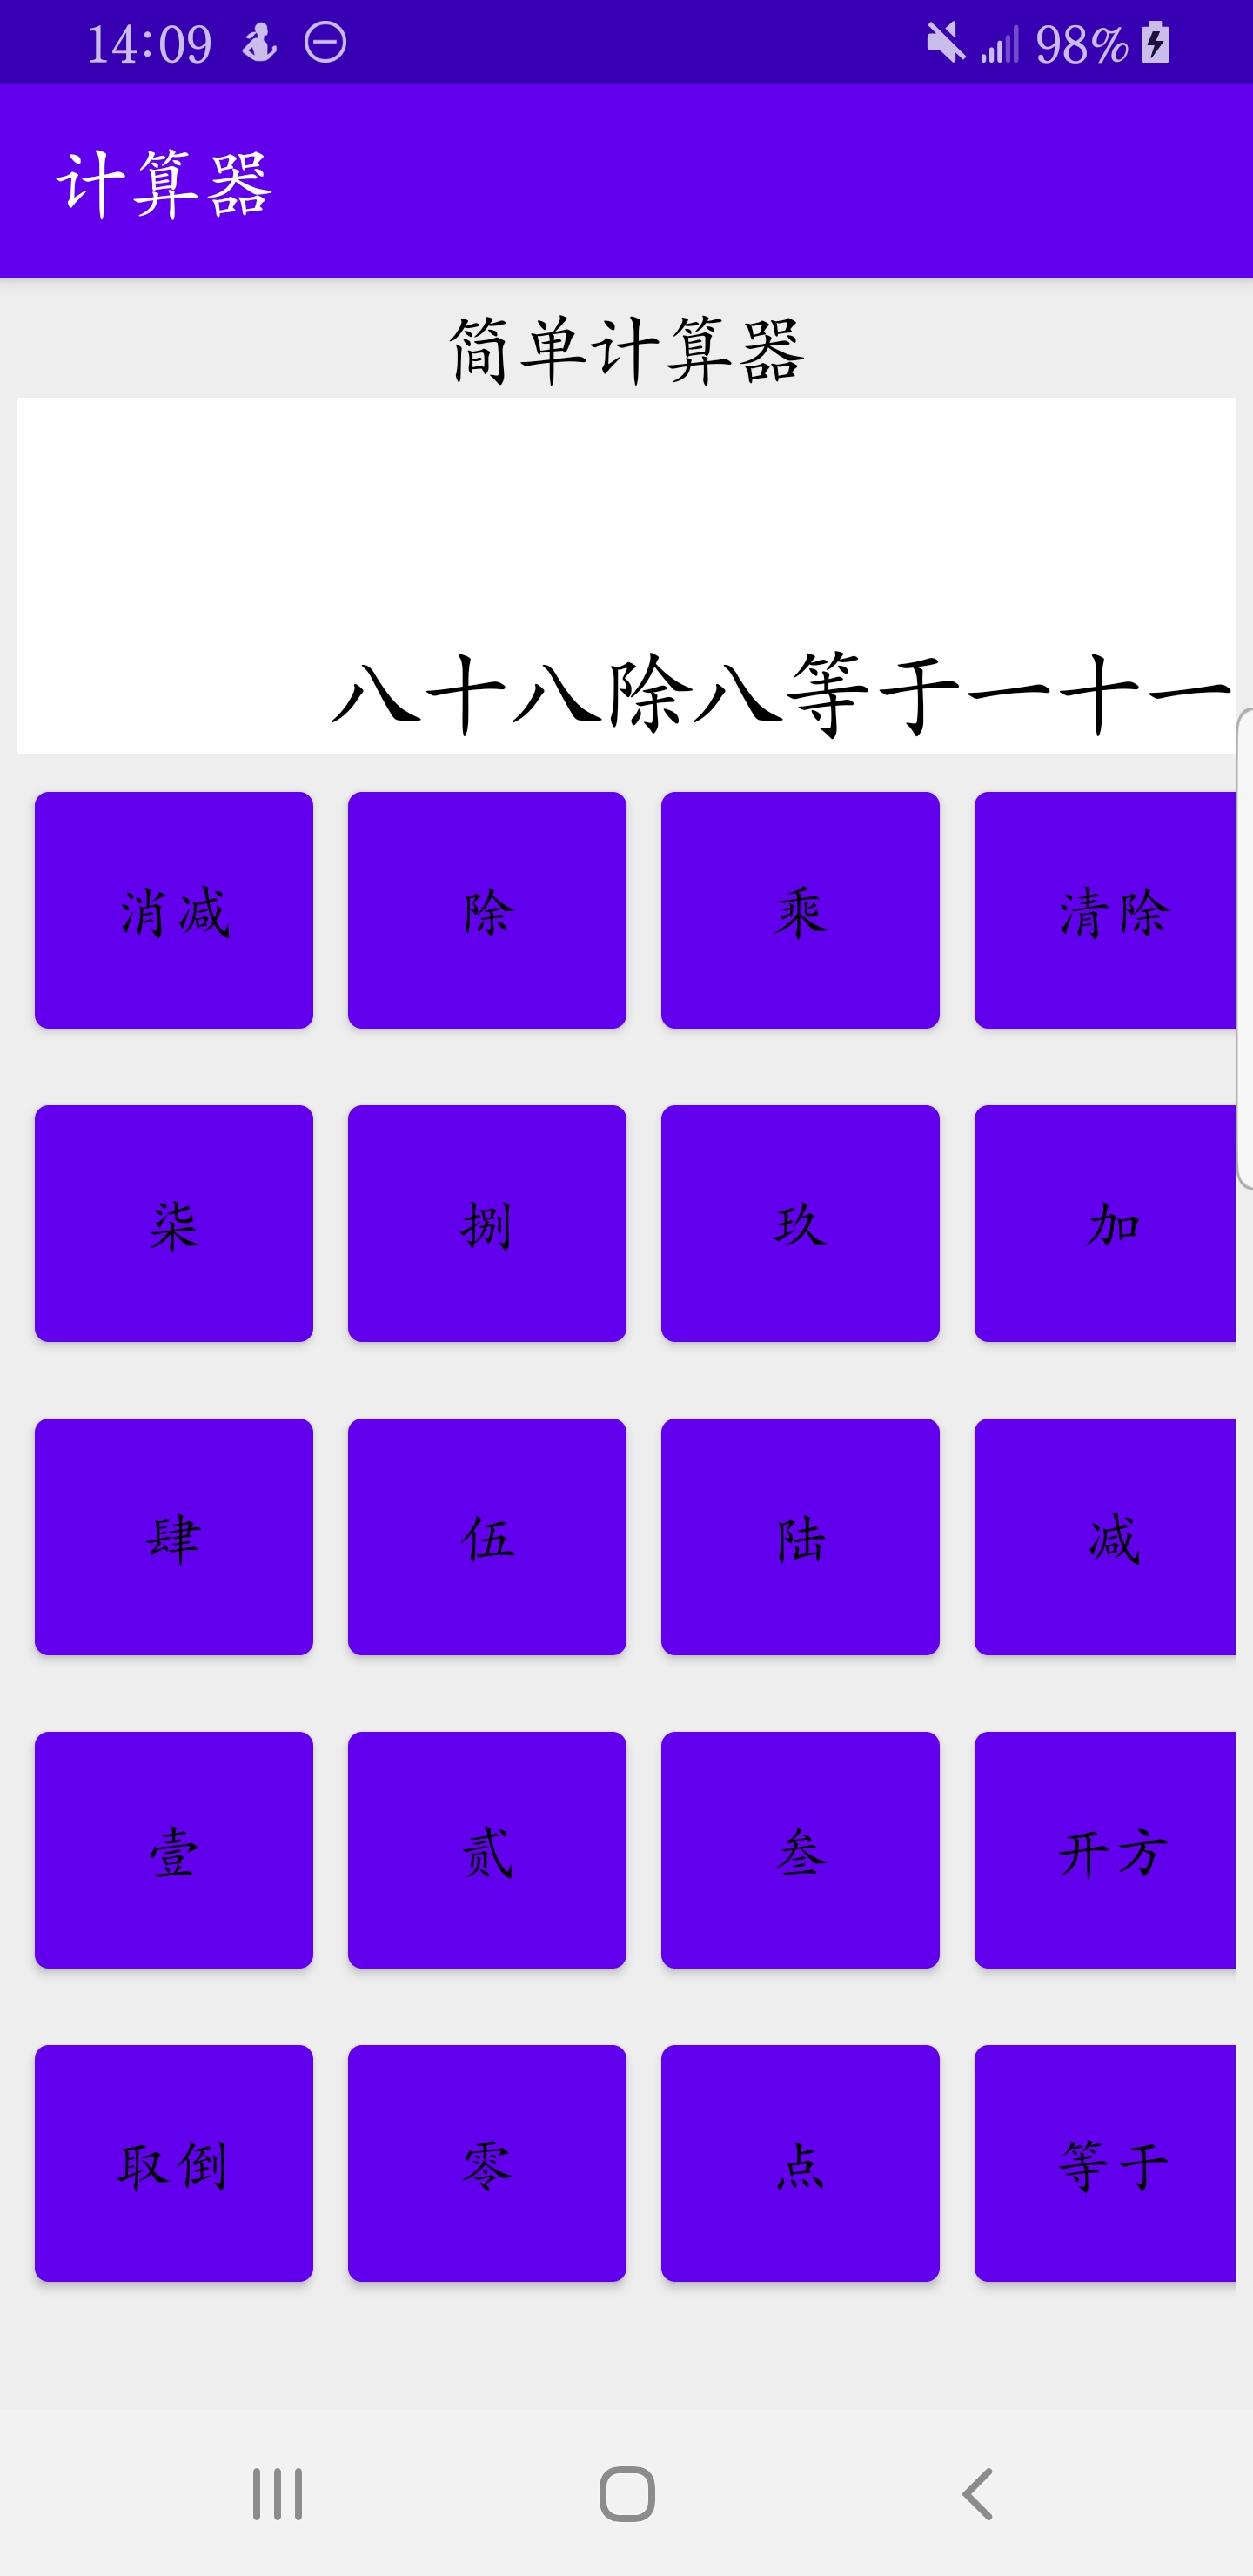 14:09 98%
计算器
简单计算器
八十八除八等于一十一
消减 除 乘 清除
柒 捌 玖 加
肆 伍 陆 减
壹 贰 叁 开方
取倒 零 点 等于